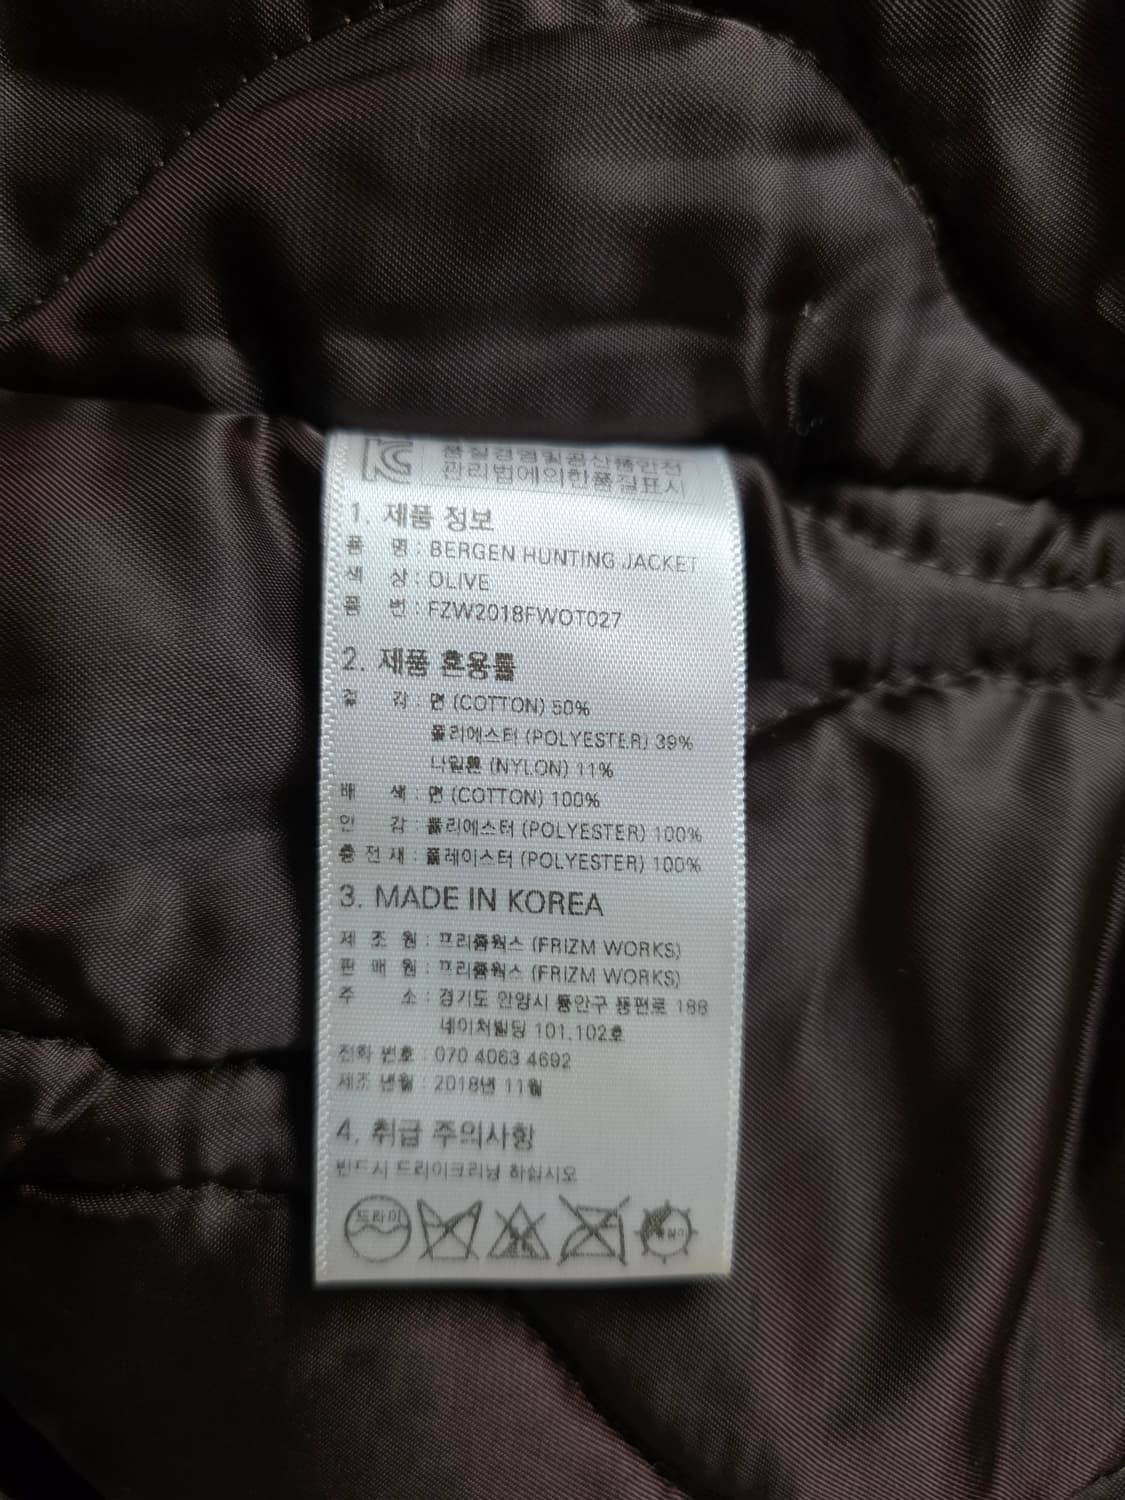 품질경영및공산품안전
관리법에의한품질표시
1. 제품 정보
품 명 : BERGEN HUNTING JACKET
색 상 : OLIVE
품 번 : FZW2018FWOT027
2. 제품 혼용률
겉 감 : 면 (COTTON) 50%
폴리에스터 (POLYESTER) 39%
나일론 (NYLON) 11%
배 색 : 면 (COTTON) 100%
안 감 : 폴리에스터 (POLYESTER) 100%
충 전 재 : 폴레이스터 (POLYESTER) 100%
3. MADE IN KOREA
제 조 원 : 프리즘웍스 (FRIZM WORKS)
판 매 원 : 프리즘웍스 (FRIZM WORKS)
주 소 : 경기도 안양시 동안구 흥편로 186
네이처빌딩 101.102호
전화 번호 : 070 4063 4692
제조 년월 : 2018년 11월
4. 취급 주의사항
반드시 드라이크리닝 하십시오
드라이